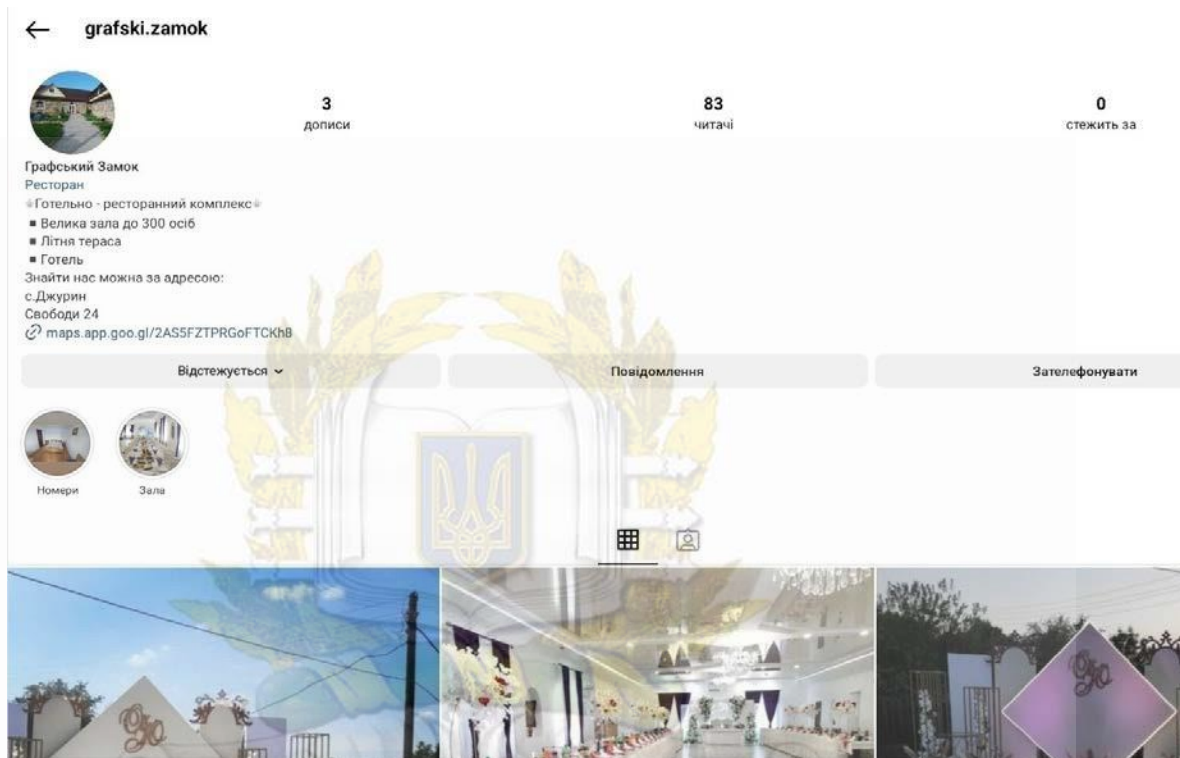 grafski.zamok
3
дописи
83
читачі
0
стежить за
Графський Замок
Ресторан
Готельно - ресторанний комплекс
▪ Велика зала до 300 осіб
▪ Літня тераса
▪ Готель
Знайти нас можна за адресою:
с.Джурин
Свободи 24
maps.app.goo.gl/2AS5FZTPRGoFTCKh8
Відстежується
Повідомлення
Зателефонувати
Номери
Зала